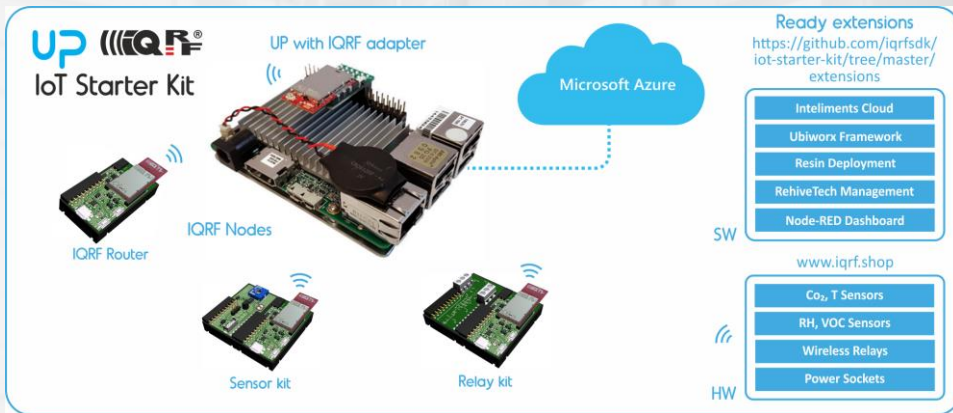 UP IQRF®
IoT Starter Kit
UP with IQRF adapter
Microsoft Azure
IQRF Router
IQRF Nodes
Sensor kit
Relay kit
Ready extensions
https://github.com/iqrfsdk/
iot-starter-kit/tree/master/
extensions
Inteliments Cloud
Ubiworx Framework
Resin Deployment
RehiveTech Management
Node-RED Dashboard
SW
www.iqrf.shop
Co₂, T Sensors
RH, VOC Sensors
Wireless Relays
Power Sockets
HW